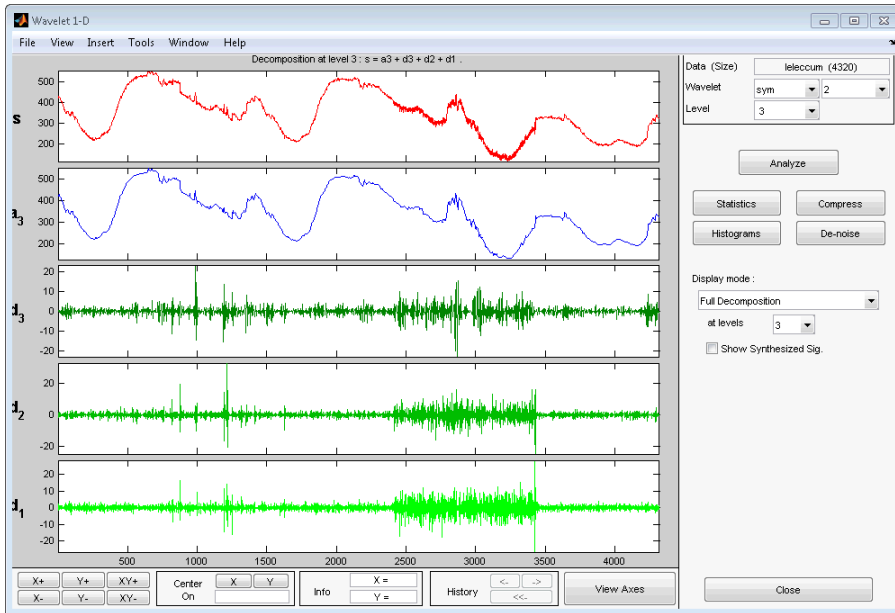 Wavelet 1-D
File View Insert Tools Window Help
Decomposition at level 3 : s = a3 + d3 + d2 + d1 .
500
400
300
200
s
500
400
300
200
a3
20
10
0
-10
-20
d3
20
0
-20
d2
20
10
0
-10
-20
d1
500 1000 1500 2000 2500 3000 3500 4000
Data (Size) leleccum (4320)
Wavelet sym 2
Level 3
Analyze
Statistics Compress
Histograms De-noise
Display mode :
Full Decomposition
at levels 3
Show Synthesized Sig.
X+ Y+ XY+
X- Y- XY-
Center On X Y
Info X =
Y =
History <- ->
<<-
View Axes
Close